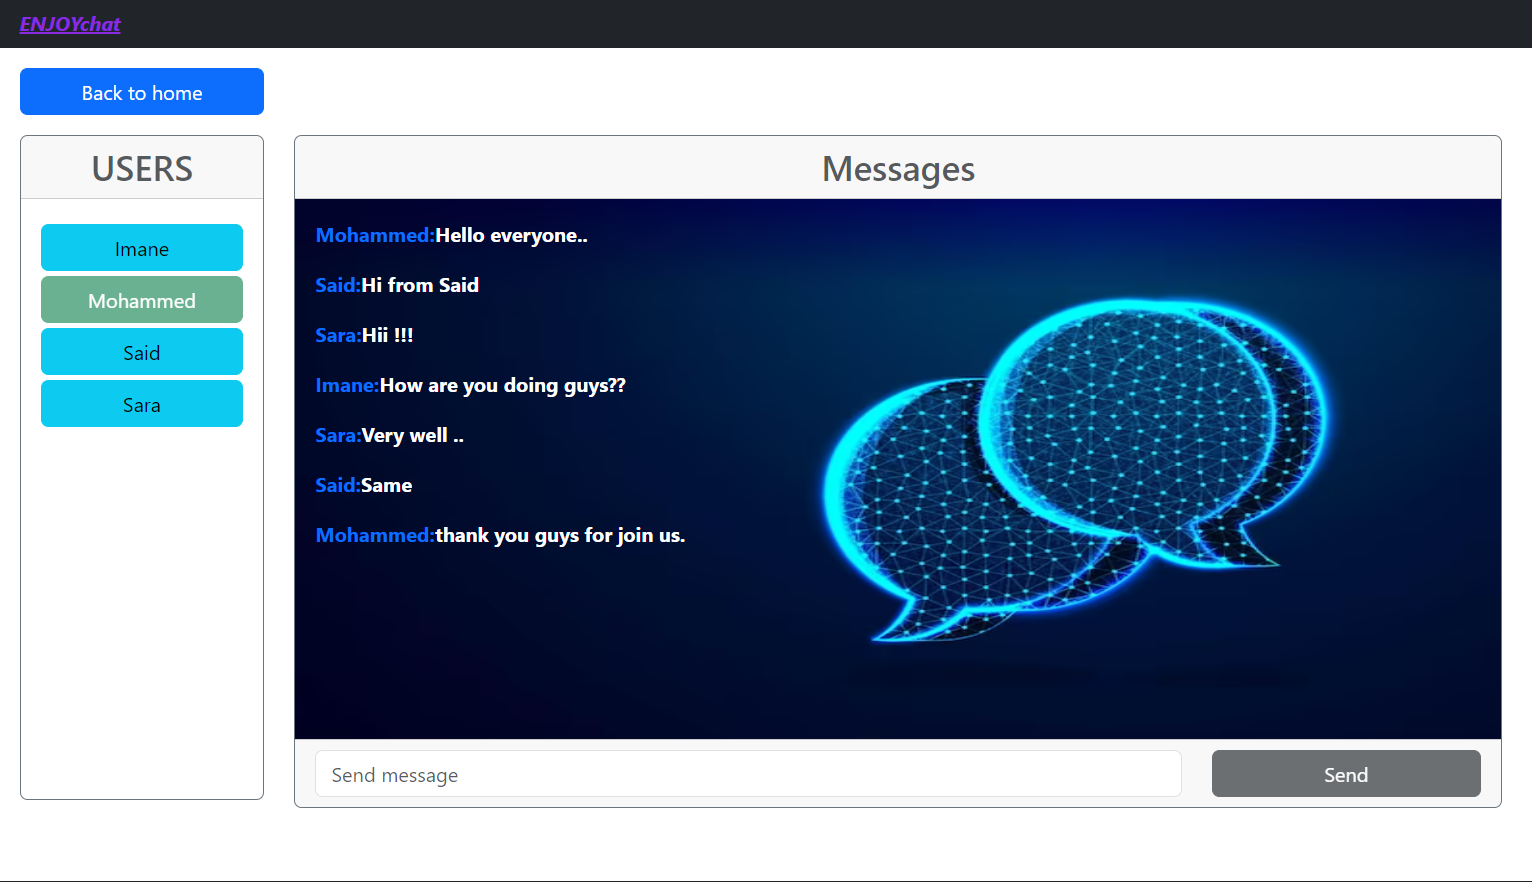 ENJOYchat
Back to home
USERS
Imane
Mohammed
Said
Sara
Messages
Mohammed:Hello everyone..
Said:Hi from Said
Sara:Hii !!!
Imane:How are you doing guys??
Sara:Very well ..
Said:Same
Mohammed:thank you guys for join us.
Send message
Send